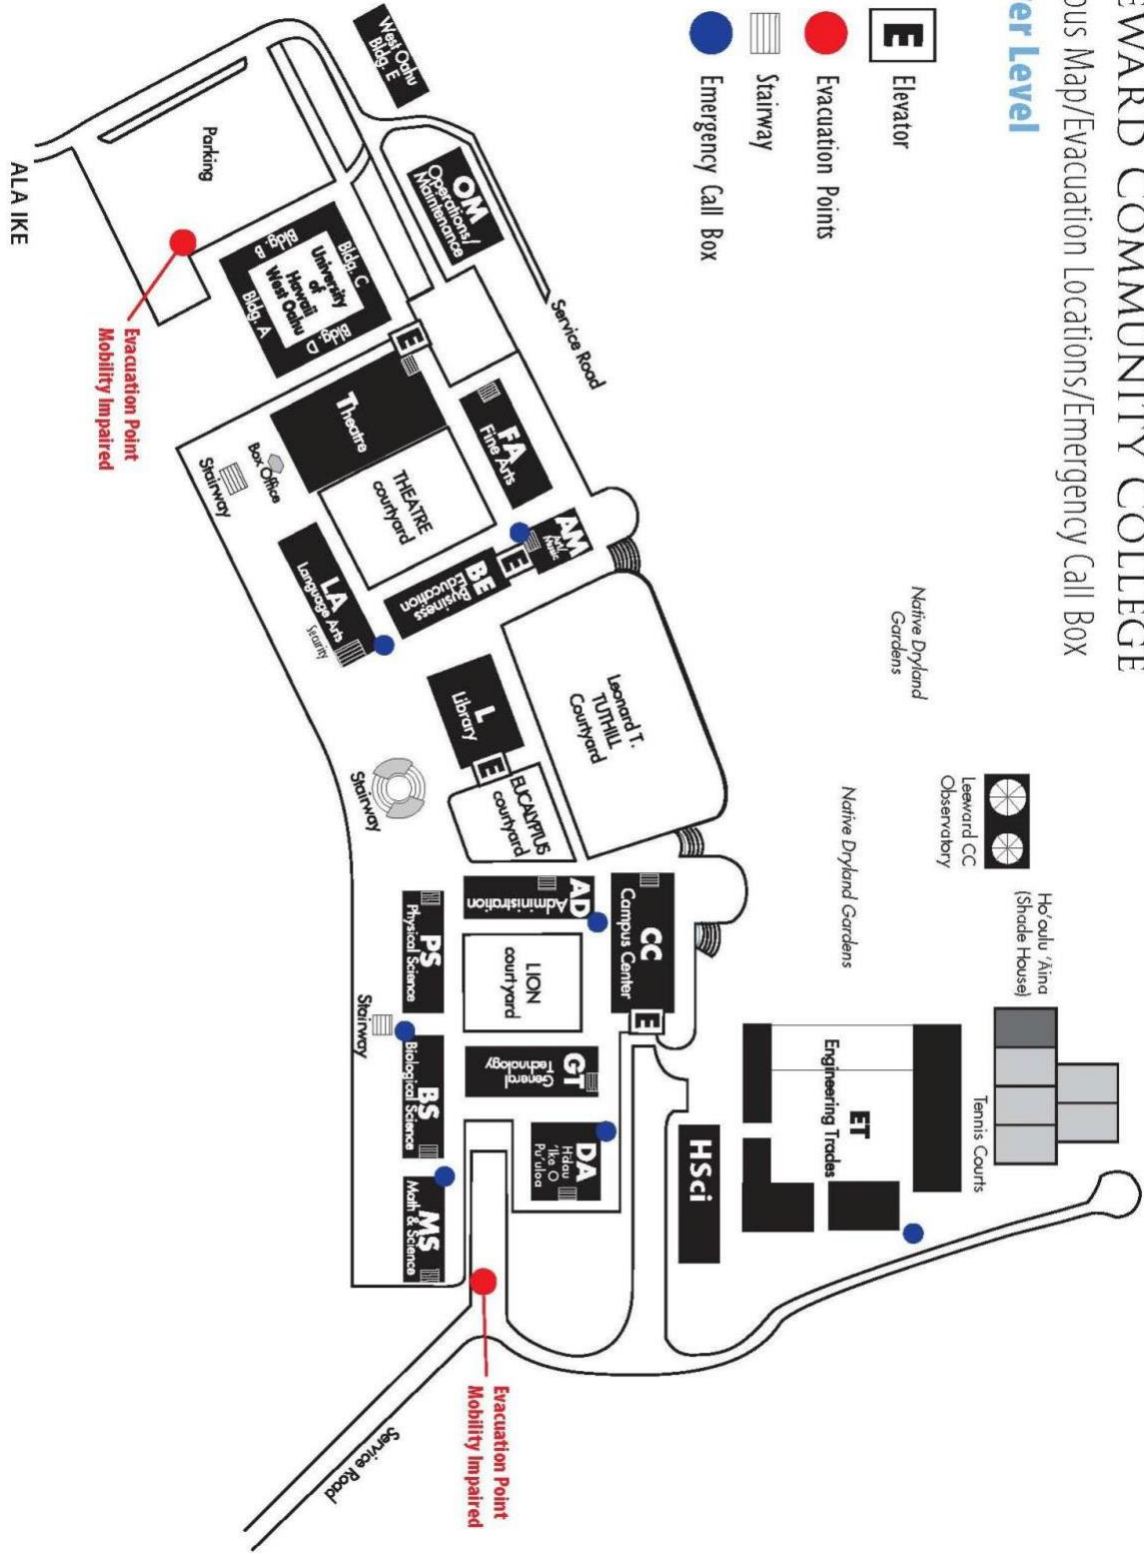 EWARD COMMUNITY COLLEGE
ous Map/Evacuation Locations/Emergency Call Box
er Level
E
Elevator
Evacuation Points
Stairway
Emergency Call Box
West Oahu
Bldg. E
Parking
ALA IKE
OM
Operations/
Maintenance
Service Road
Bldg. C
Bldg. B
University
of
Hawaii
West Oahu
Bldg. D
Bldg. A
Evacuation Point
Mobility Impaired
E
Theatre
THEATRE
courtyard
Box Office
Stairway
FA
Fine Arts
AM
Art/
Music
E
BE
Business
Education
LA
Language Arts
Security
Native Dryland
Gardens
Leonard T.
TUTHILL
Courtyard
L
Library
E
EUCALYPTUS
courtyard
Stairway
Native Dryland Gardens
Leeward CC
Observatory
Ho'oulu 'Āina
(Shade House)
Tennis Courts
AD
Administration
CC
Campus Center
E
PS
Physical Science
LION
courtyard
Stairway
BS
Biological Science
GT
General
Technology
DA
Hālau
'Ike O
Pu'uloa
MS
Math & Science
HSci
ET
Engineering Trades
Evacuation Point
Mobility Impaired
Service Road